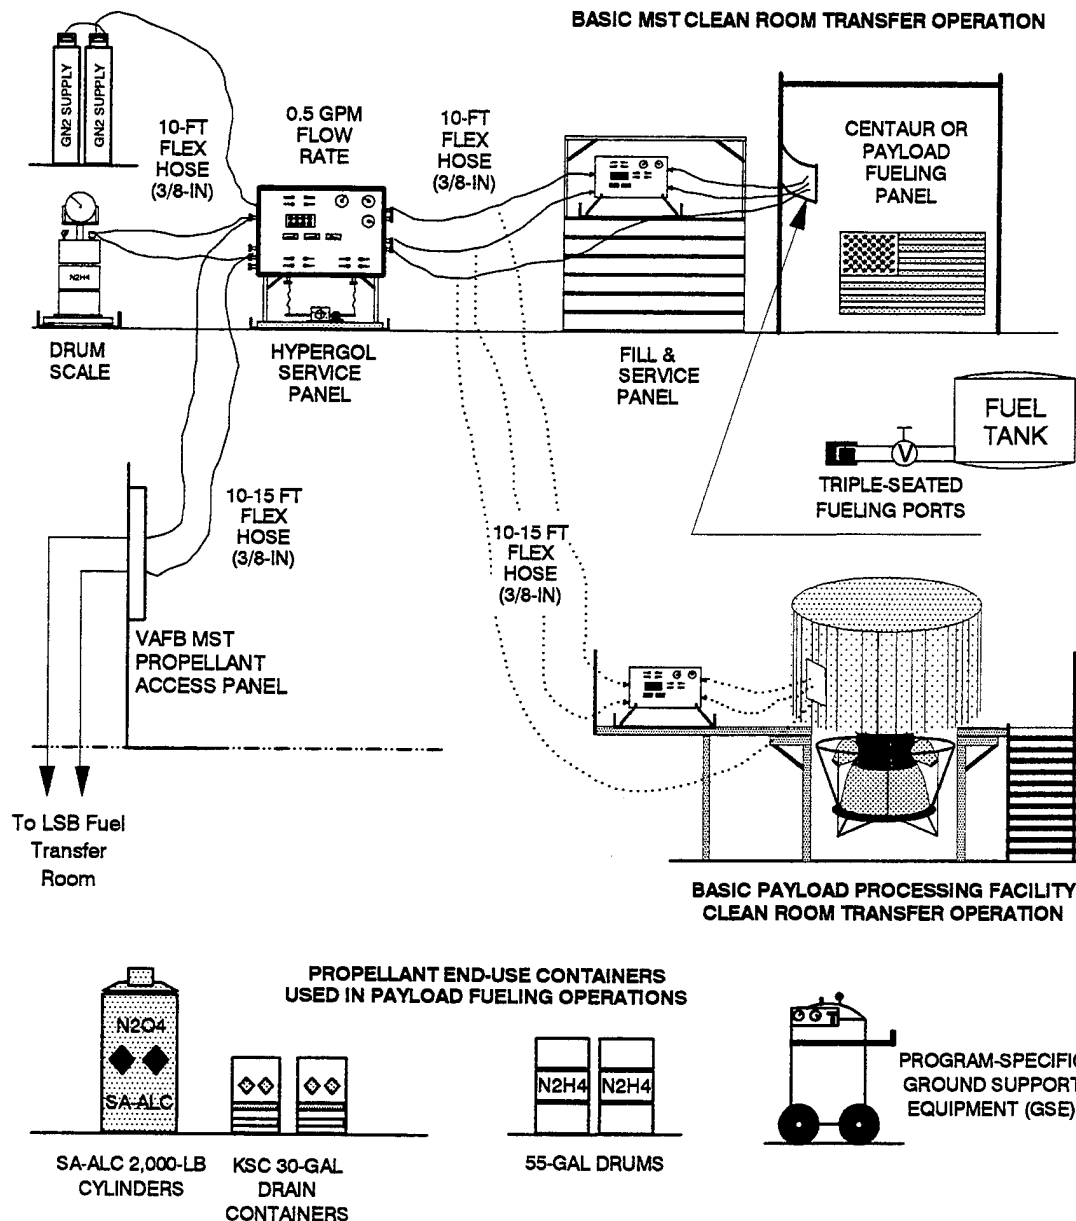 BASIC MST CLEAN ROOM TRANSFER OPERATION
GN2 SUPPLY
GN2 SUPPLY
10-FT
FLEX
HOSE
(3/8-IN)
0.5 GPM
FLOW
RATE
10-FT
FLEX
HOSE
(3/8-IN)
CENTAUR OR
PAYLOAD
FUELING
PANEL
N2H4
DRUM
SCALE
HYPERGOL
SERVICE
PANEL
FILL &
SERVICE
PANEL
FUEL
TANK
V
TRIPLE-SEATED
FUELING PORTS
10-15 FT
FLEX
HOSE
(3/8-IN)
10-15 FT
FLEX
HOSE
(3/8-IN)
VAFB MST
PROPELLANT
ACCESS PANEL
To LSB Fuel
Transfer
Room
BASIC PAYLOAD PROCESSING FACILITY
CLEAN ROOM TRANSFER OPERATION
PROPELLANT END-USE CONTAINERS
USED IN PAYLOAD FUELING OPERATIONS
N2O4
SA-ALC
N2H4
N2H4
PROGRAM-SPECIFIC
GROUND SUPPORT
EQUIPMENT (GSE)
SA-ALC 2,000-LB
CYLINDERS
KSC 30-GAL
DRAIN
CONTAINERS
55-GAL DRUMS